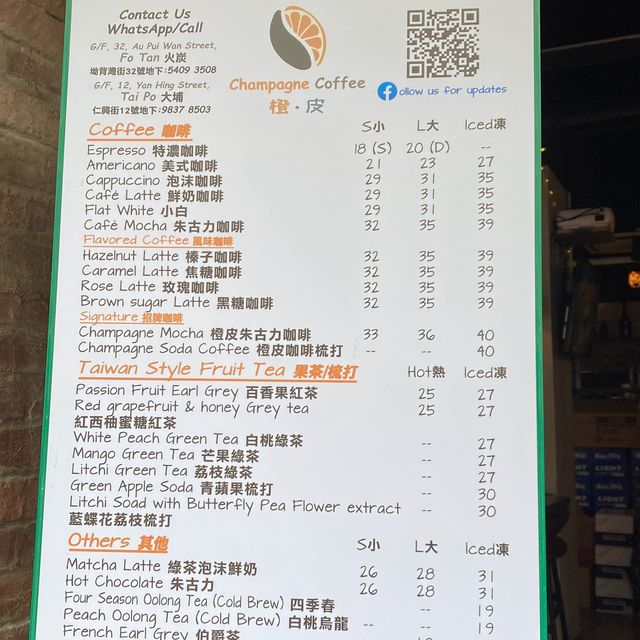 Contact Us
WhatsApp/Call
G/F, 32, Au Pui Wan Street,
Fo Tan 火炭
坳背灣街32號地下:5409 3508
G/F, 12, Yan Hing Street,
Tai Po 大埔
仁興街12號地下:9837 8503
Champagne Coffee
橙·皮
follow us for updates
Coffee 咖啡 S小 L大 Iced凍
Espresso 特濃咖啡 18 (S) 20 (D) --
Americano 美式咖啡 21 23 27
Cappuccino 泡沫咖啡 29 31 35
Café Latte 鮮奶咖啡 29 31 35
Flat White 小白 29 31 35
Café Mocha 朱古力咖啡 32 35 39
Flavored Coffee 風味咖啡
Hazelnut Latte 榛子咖啡 32 35 39
Caramel Latte 焦糖咖啡 32 35 39
Rose Latte 玫瑰咖啡 32 35 39
Brown sugar Latte 黑糖咖啡 32 35 39
Signature 招牌咖啡
Champagne Mocha 橙皮朱古力咖啡 33 36 40
Champagne Soda Coffee 橙皮咖啡梳打 -- -- 40
Taiwan Style Fruit Tea 果茶/梳打 Hot熱 Iced凍
Passion Fruit Earl Grey 百香果紅茶 25 27
Red grapefruit & honey Grey tea 25 27
紅西柚蜜糖紅茶
White Peach Green Tea 白桃綠茶 -- 27
Mango Green Tea 芒果綠茶 -- 27
Litchi Green Tea 荔枝綠茶 -- 27
Green Apple Soda 青蘋果梳打 -- 30
Litchi Soad with Butterfly Pea Flower extract -- 30
藍蝶花荔枝梳打
Others 其他 S小 L大 Iced凍
Matcha Latte 綠茶泡沫鮮奶 26 28 31
Hot Chocolate 朱古力 26 28 31
Four Season Oolong Tea (Cold Brew) 四季春 -- 19
Peach Oolong Tea (Cold Brew) 白桃烏龍 -- -- 19
French Earl Grey 伯爵茶
LIGHT